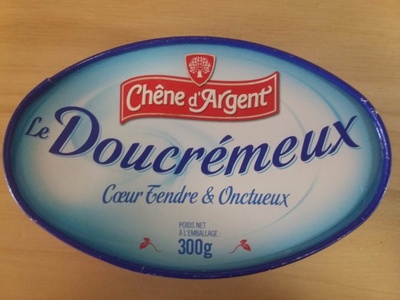 Chêne d'Argent
Le Doucrémeux
Cœur Tendre & Onctueux
POIDS NET
À L'EMBALLAGE :
300g